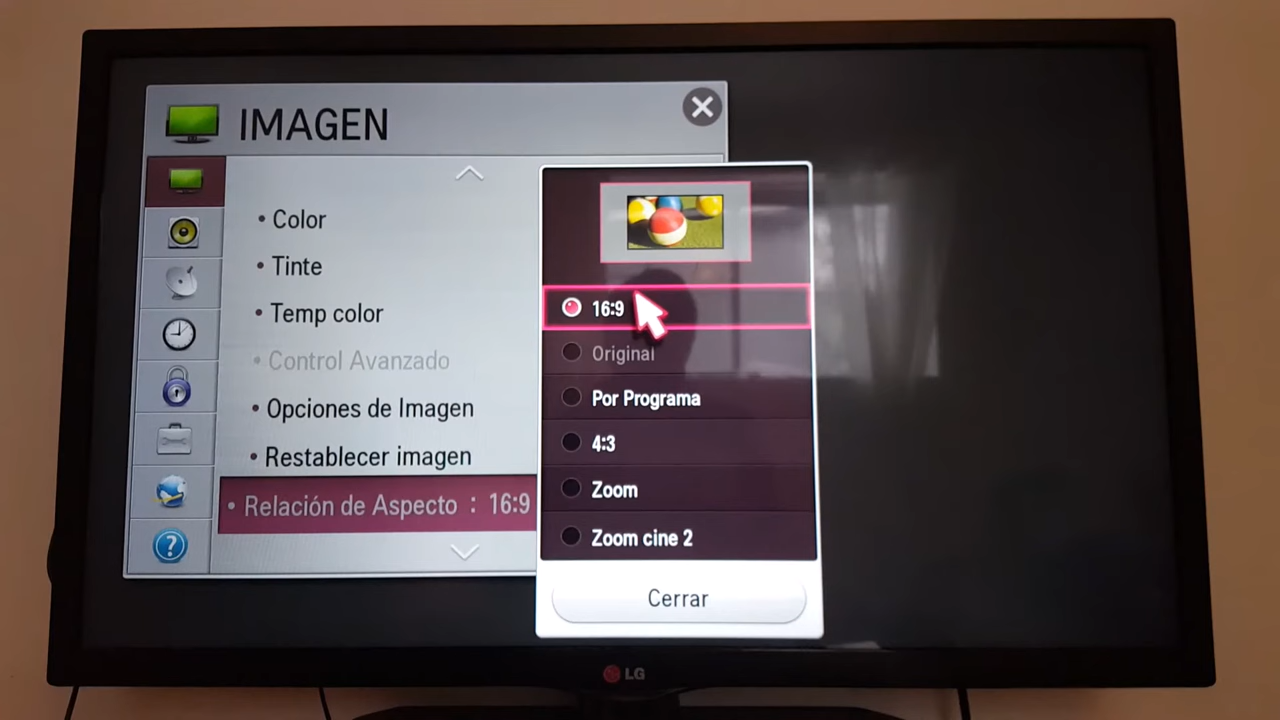 IMAGEN
• Color
• Tinte
• Temp color
• Control Avanzado
• Opciones de Imagen
• Restablecer imagen
• Relación de Aspecto : 16:9
16:9
Original
Por Programa
4:3
Zoom
Zoom cine 2
Cerrar
LG